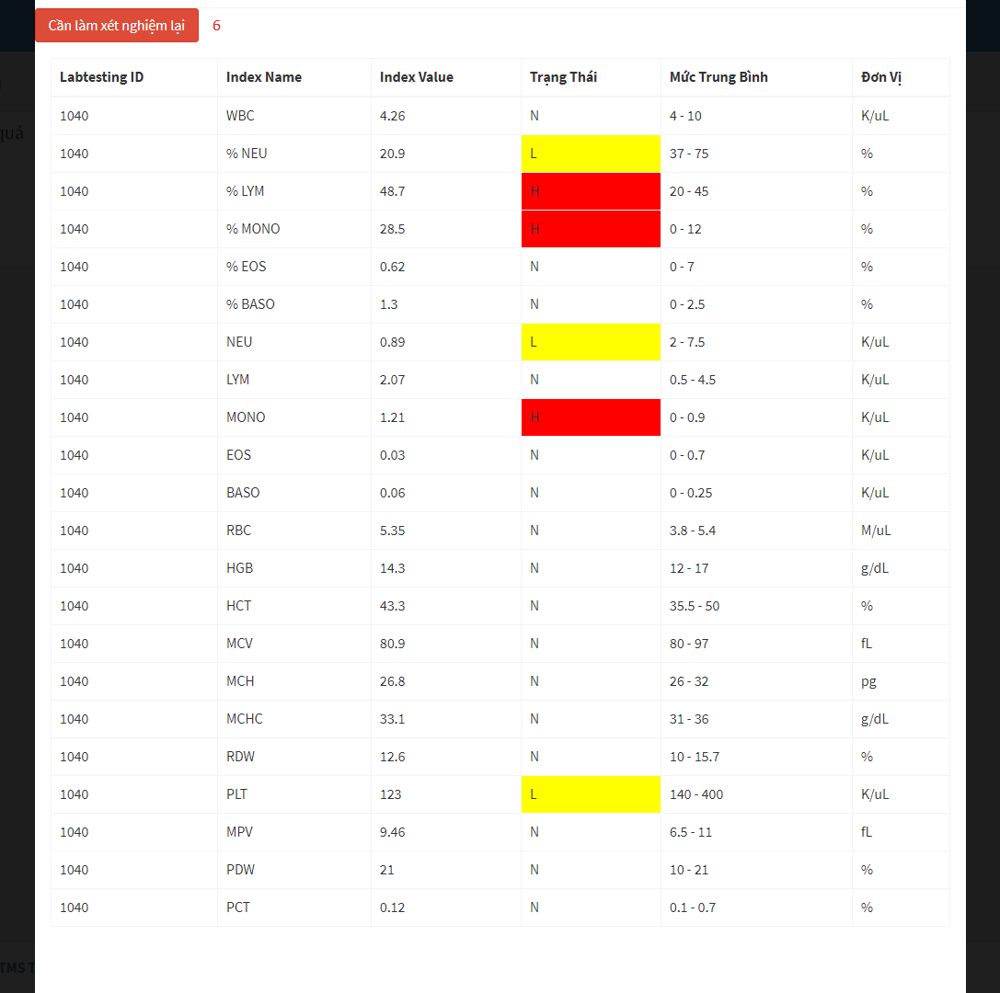 Cần làm xét nghiệm lại 6
Labtesting ID Index Name Index Value Trạng Thái Mức Trung Bình Đơn Vị
1040 WBC 4.26 N 4 - 10 K/uL
1040 % NEU 20.9 L 37 - 75 %
quả
1040 % LYM 48.7 H 20 - 45 %
1040 % MONO 28.5 H 0 - 12 %
1040 % EOS 0.62 N 0 - 7 %
1040 % BASO 1.3 N 0 - 2.5 %
1040 NEU 0.89 L 2 - 7.5 K/uL
1040 LYM 2.07 N 0.5 - 4.5 K/uL
1040 MONO 1.21 H 0 - 0.9 K/uL
1040 EOS 0.03 N 0 - 0.7 K/uL
1040 BASO 0.06 N 0 - 0.25 K/uL
1040 RBC 5.35 N 3.8 - 5.4 M/uL
1040 HGB 14.3 N 12 - 17 g/dL
1040 HCT 43.3 N 35.5 - 50 %
1040 MCV 80.9 N 80 - 97 fL
1040 MCH 26.8 N 26 - 32 pg
1040 MCHC 33.1 N 31 - 36 g/dL
1040 RDW 12.6 N 10 - 15.7 %
1040 PLT 123 L 140 - 400 K/uL
1040 MPV 9.46 N 6.5 - 11 fL
1040 PDW 21 N 10 - 21 %
1040 PCT 0.12 N 0.1 - 0.7 %
TMS T